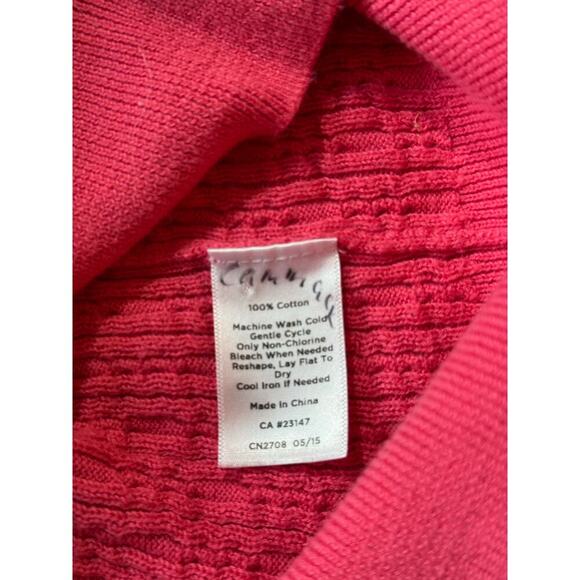 100% Cotton
Machine Wash Cold
Gentle Cycle
Only Non-Chlorine
Bleach When Needed
Reshape, Lay Flat To
Dry
Cool Iron If Needed
Made In China
CA #23147
CN2708 05/15